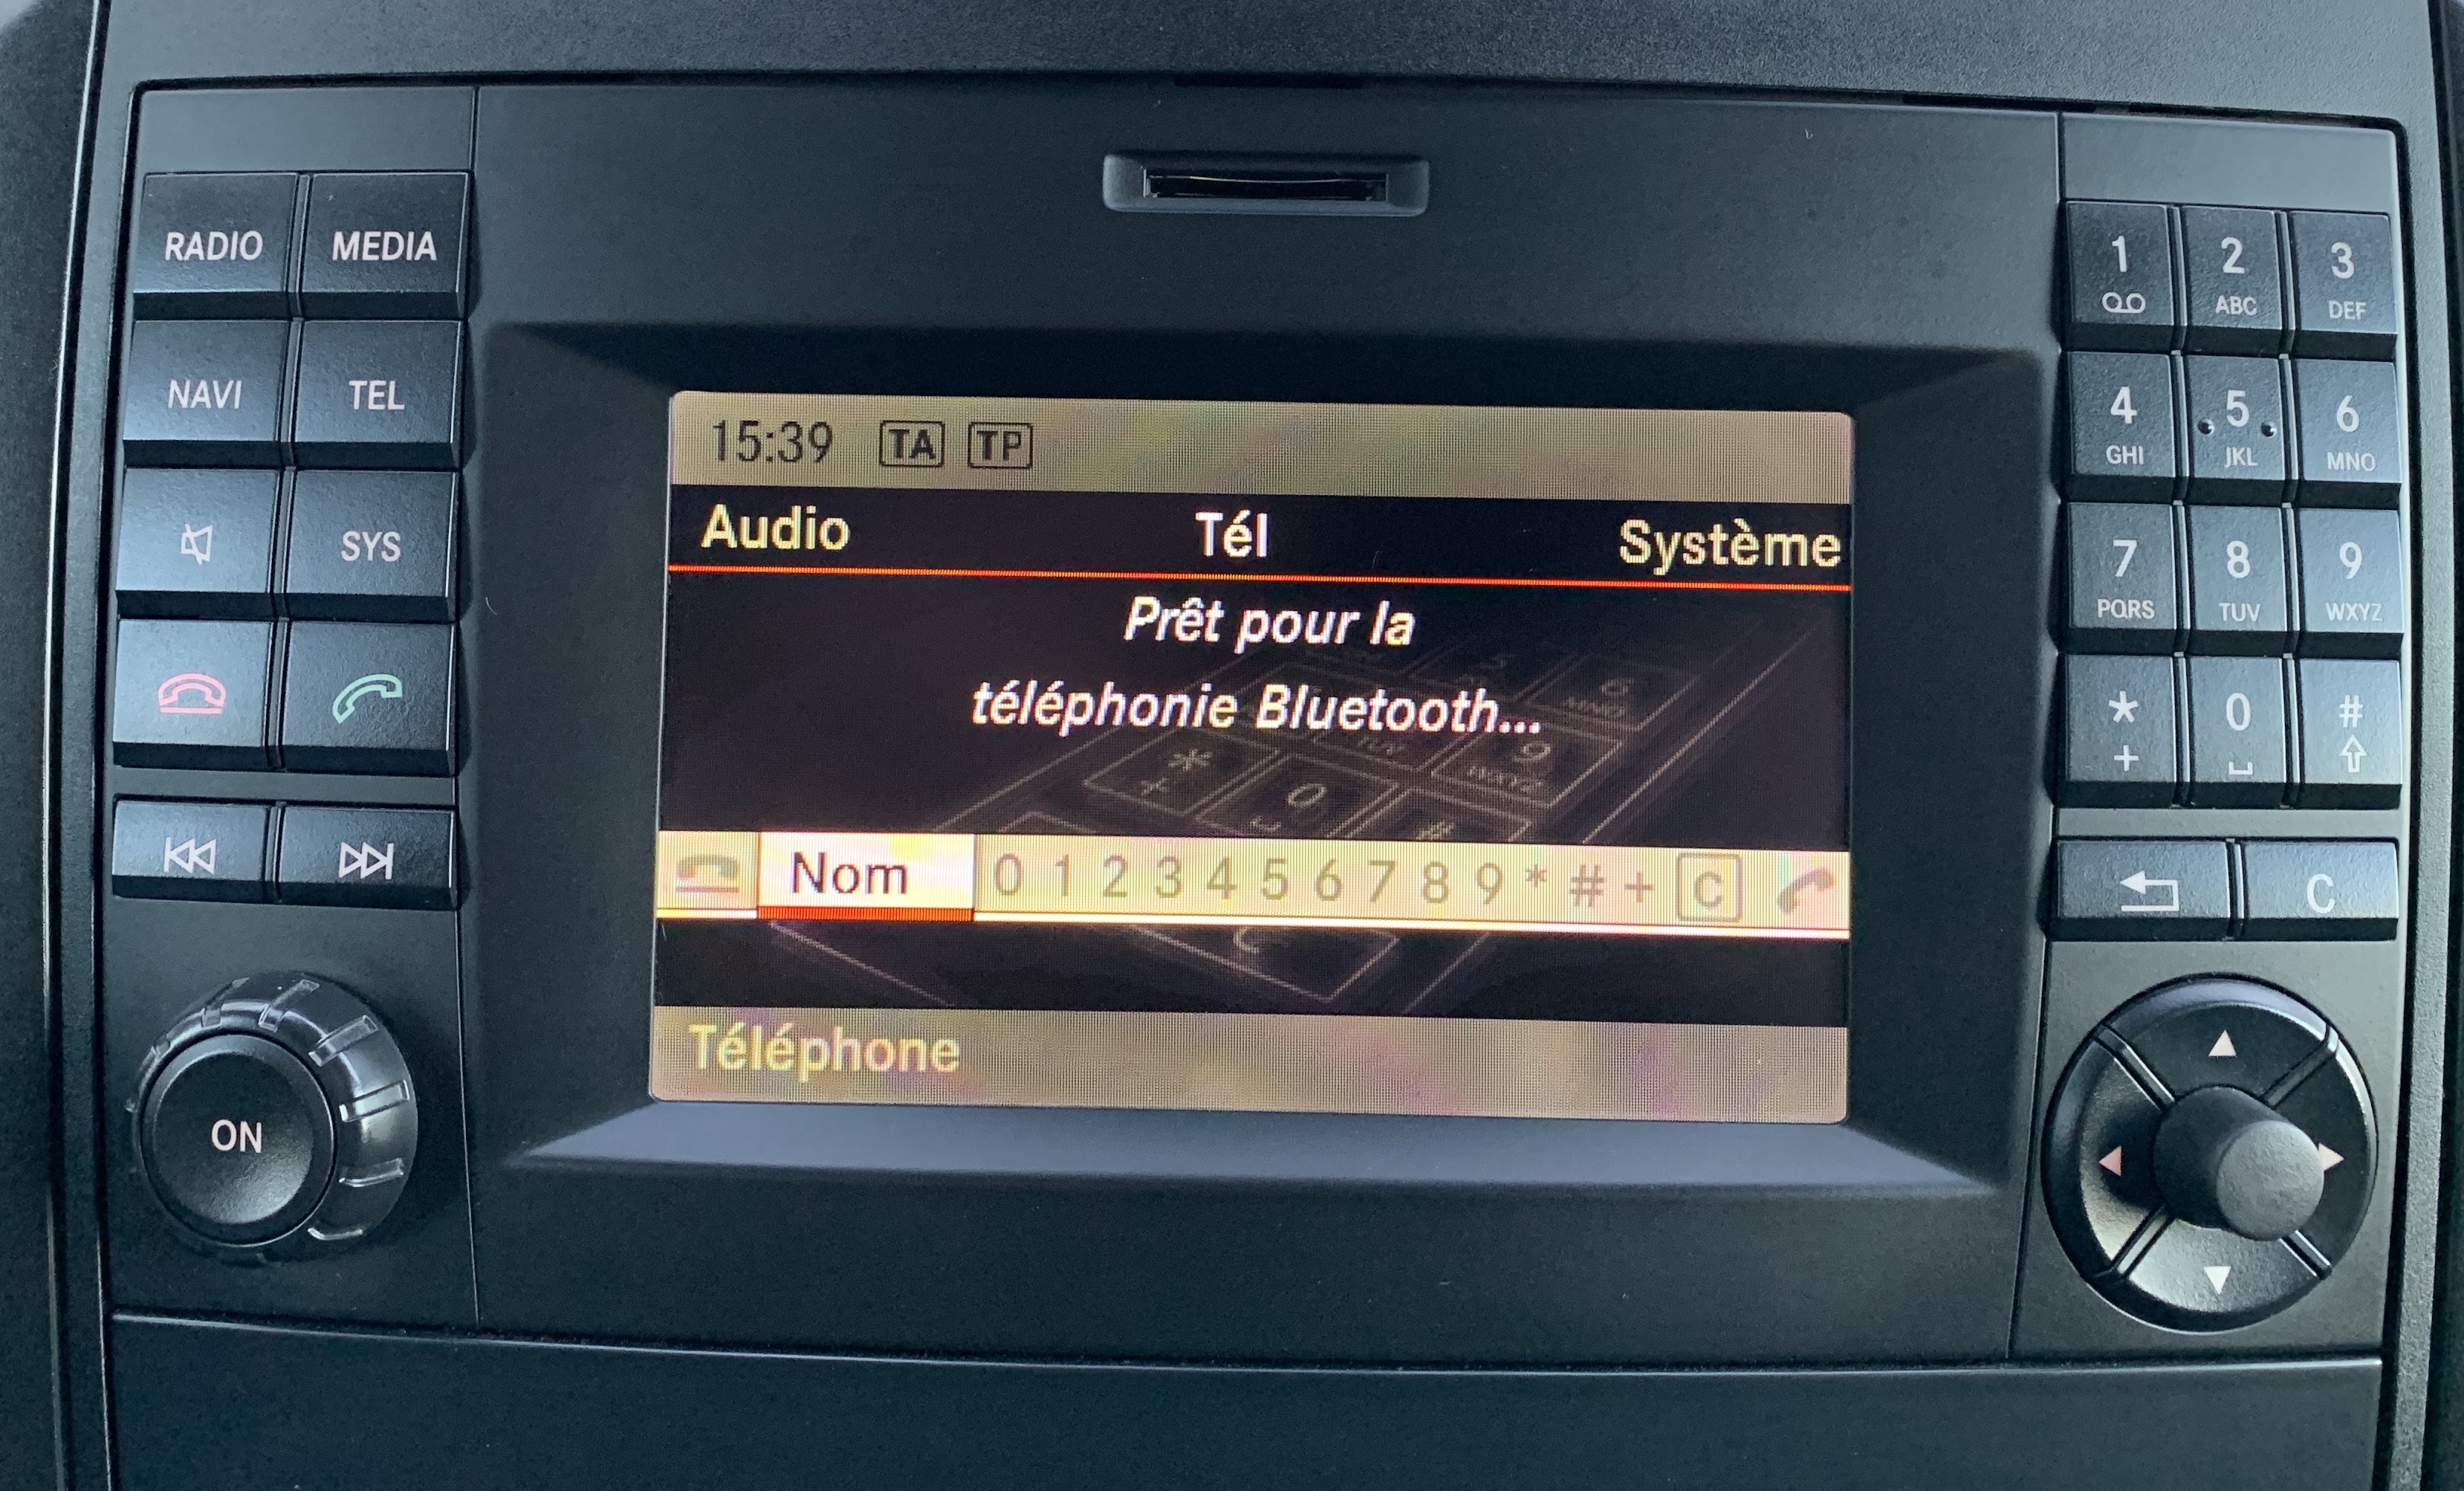 RADIO MEDIA
NAVI TEL
SYS
ON
15:39 TA TP
Audio Tél Système
Prêt pour la
téléphonie Bluetooth...
Nom 0 1 2 3 4 5 6 7 8 9 * # + C
Téléphone
1 2 3
ABC DEF
4 5 6
GHI JKL MNO
7 8 9
PQRS TUV WXYZ
* 0 #
+
C